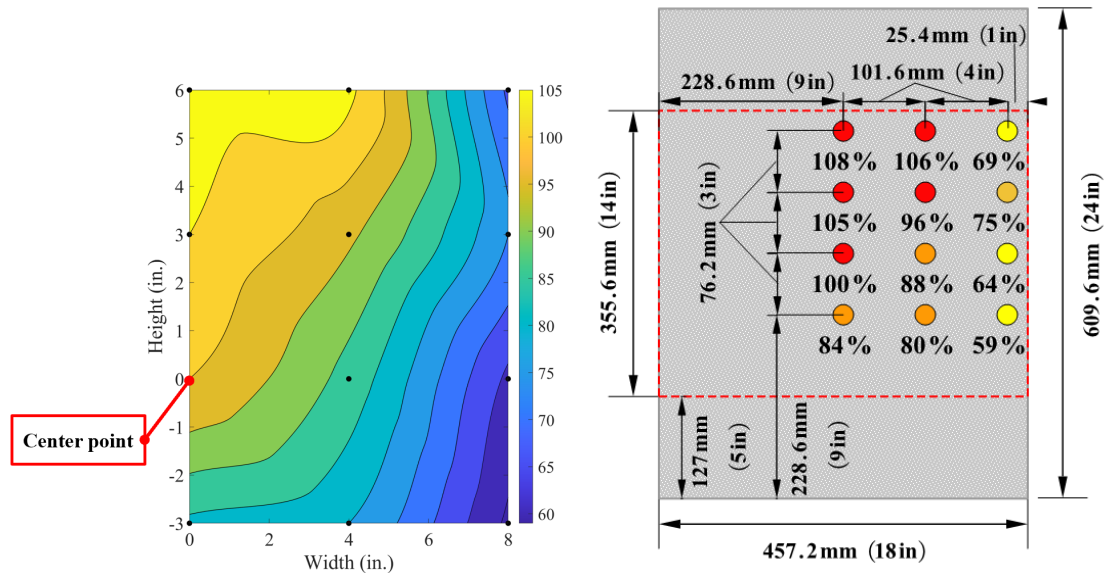 6
5
4
3
2
1
0
-1
-2
-3
Height (in.)
0
2
4
6
8
Width (in.)
Center point
105
100
95
90
85
80
75
70
65
60
25.4mm (1in)
228.6mm (9in)
101.6mm (4in)
108% 106% 69%
105% 96% 75%
100% 88% 64%
84% 80% 59%
76.2mm (3in)
355.6mm (14in)
609.6mm (24in)
127mm
(5in)
228.6mm
(9in)
457.2mm (18in)